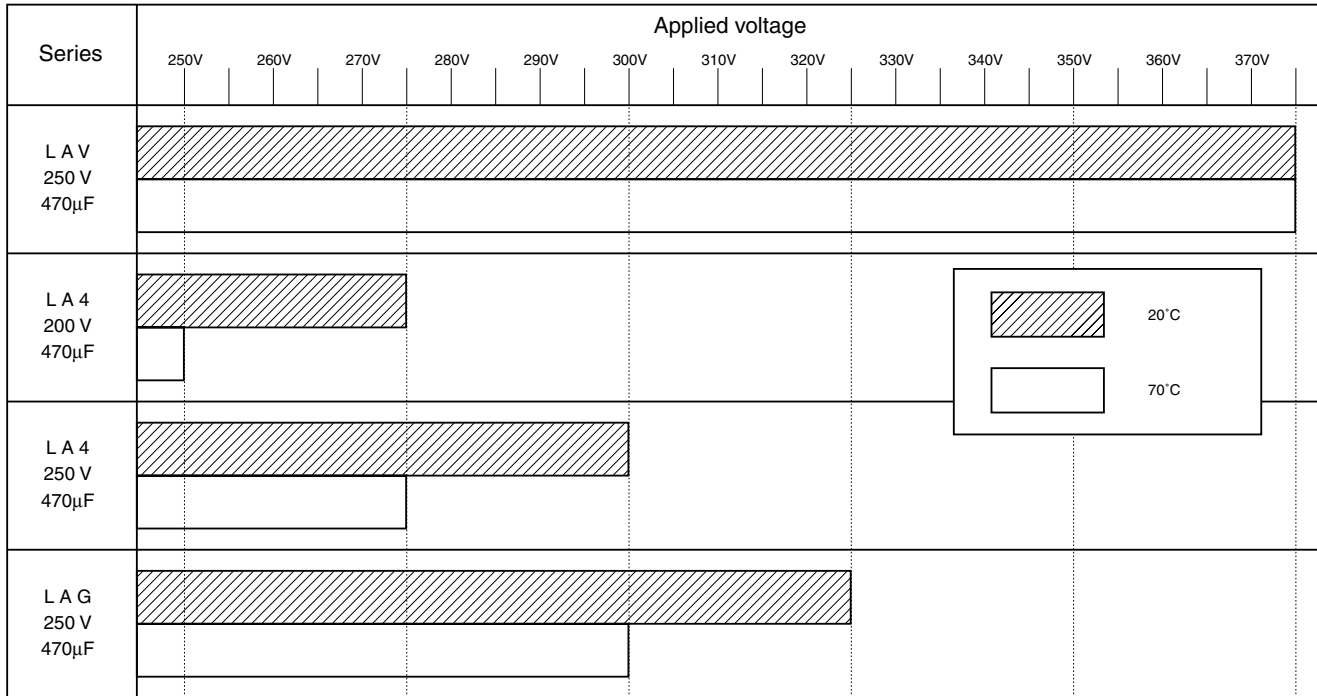 Series
Applied voltage
250V 260V 270V 280V 290V 300V 310V 320V 330V 340V 350V 360V 370V
L A V
250 V
470μF
L A 4
200 V
470μF
20˚C
70˚C
L A 4
250 V
470μF
L A G
250 V
470μF